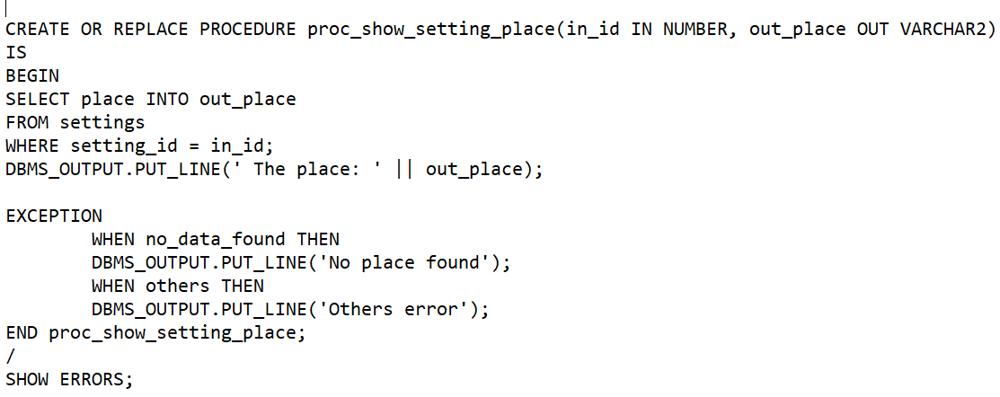 CREATE OR REPLACE PROCEDURE proc_show_setting_place(in_id IN NUMBER, out_place OUT VARCHAR2)
IS
BEGIN
SELECT place INTO out_place
FROM settings
WHERE setting_id = in_id;
DBMS_OUTPUT.PUT_LINE(' The place: ' || out_place);

EXCEPTION
        WHEN no_data_found THEN
        DBMS_OUTPUT.PUT_LINE('No place found');
        WHEN others THEN
        DBMS_OUTPUT.PUT_LINE('Others error');
END proc_show_setting_place;
/
SHOW ERRORS;